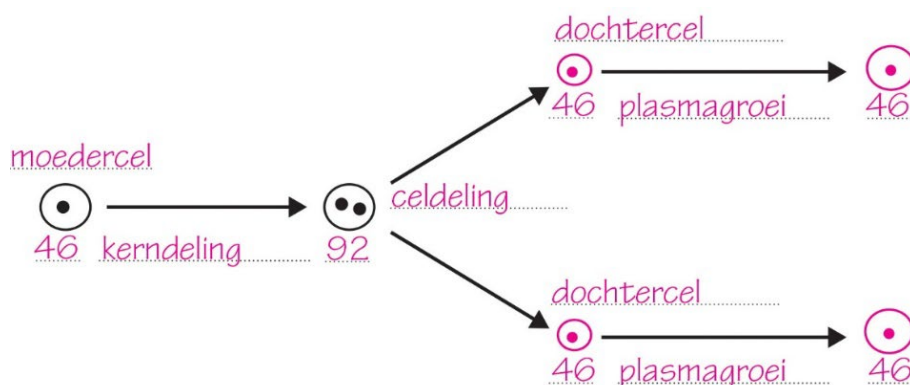 dochtercel
46 plasmagroei 46
moedercel
celdeling
46 kerndeling 92
dochtercel
46 plasmagroei 46